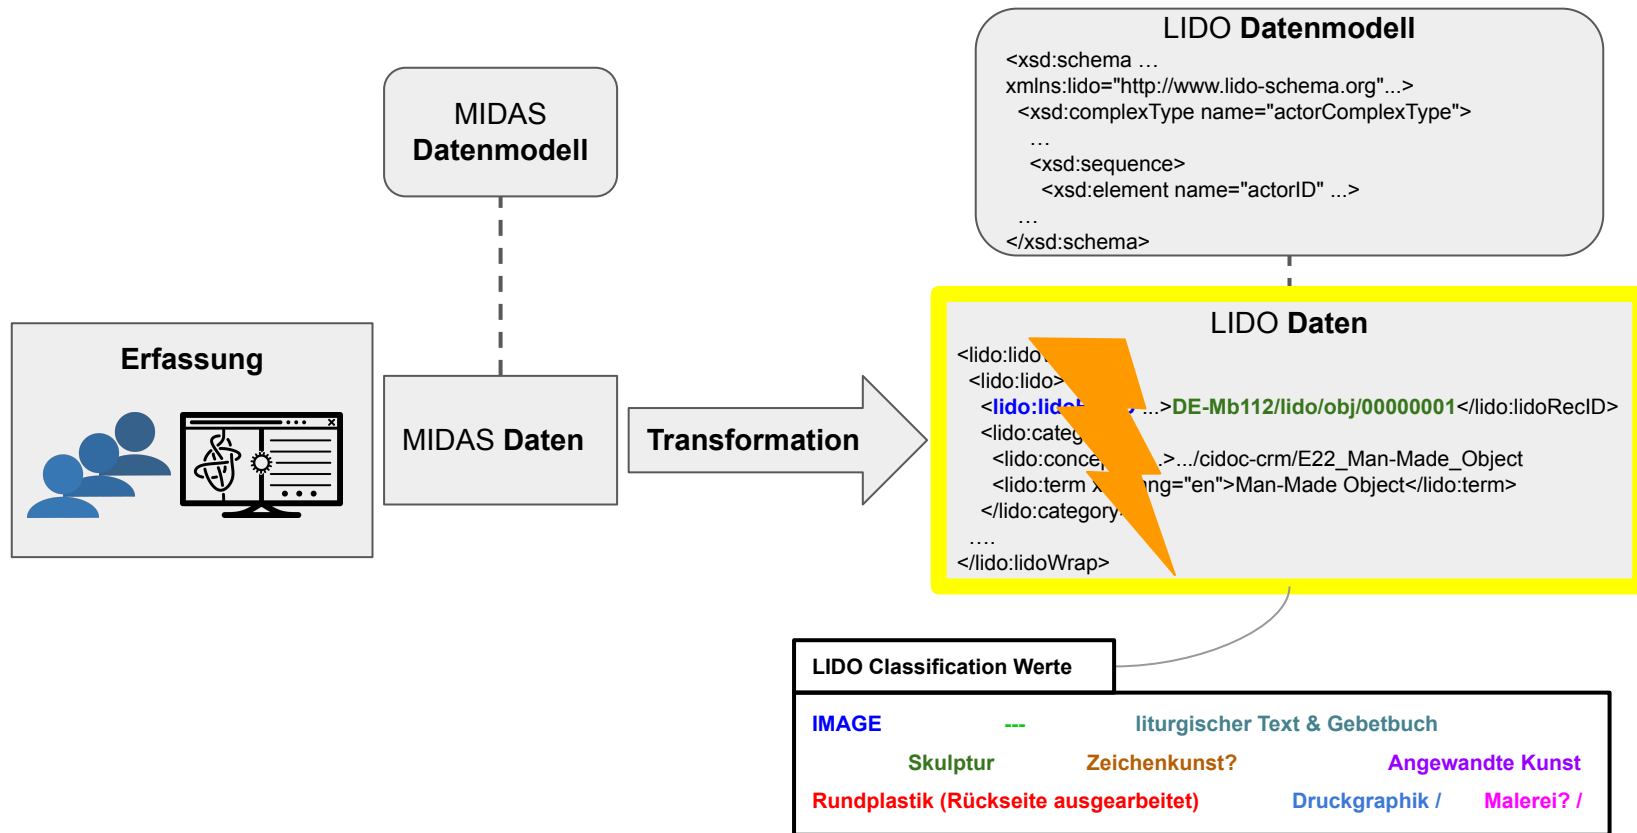 LIDO Datenmodell
<xsd:schema …
xmlns:lido="http://www.lido-schema.org"...>
<xsd:complexType name="actorComplexType">
…
<xsd:sequence>
<xsd:element name="actorID" ...>
…
</xsd:schema>
MIDAS
Datenmodell
Erfassung
MIDAS Daten
Transformation
LIDO Daten
<lido:lido
<lido:lido>
<lido:lido ...>DE-Mb112/lido/obj/00000001</lido:lidoRecID>
<lido:categ
<lido:concep ...>.../cidoc-crm/E22_Man-Made_Object
<lido:term x ng="en">Man-Made Object</lido:term>
</lido:category>
….
</lido:lidoWrap>
LIDO Classification Werte
IMAGE --- liturgischer Text & Gebetbuch
Skulptur Zeichenkunst? Angewandte Kunst
Rundplastik (Rückseite ausgearbeitet) Druckgraphik / Malerei? /